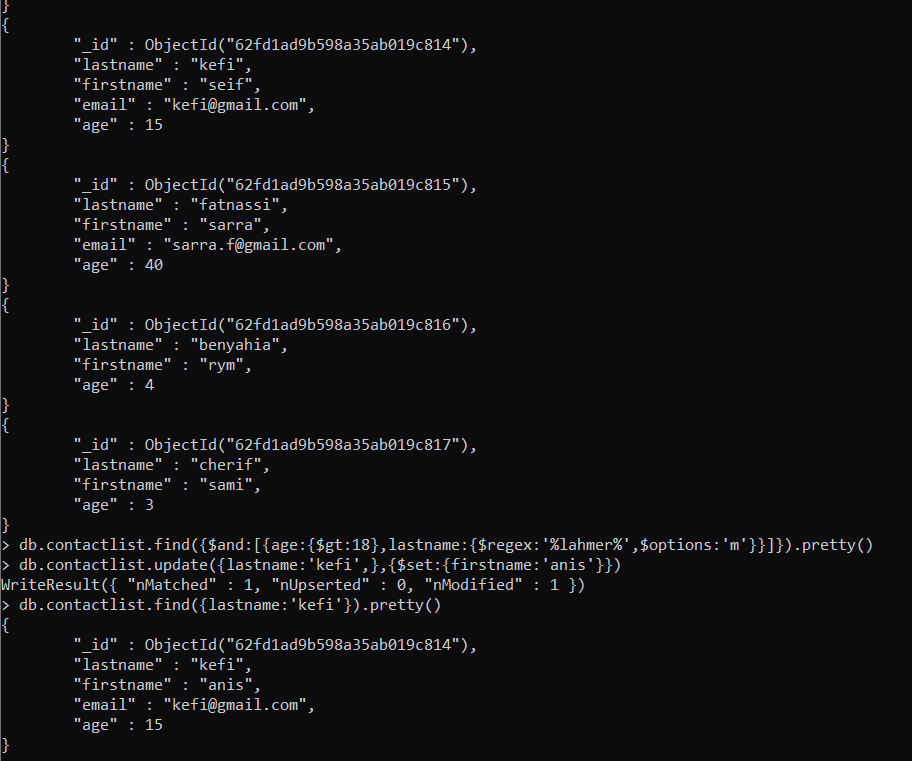 }
{
        "_id" : ObjectId("62fd1ad9b598a35ab019c814"),
        "lastname" : "kefi",
        "firstname" : "seif",
        "email" : "kefi@gmail.com",
        "age" : 15
}
{
        "_id" : ObjectId("62fd1ad9b598a35ab019c815"),
        "lastname" : "fatnassi",
        "firstname" : "sarra",
        "email" : "sarra.f@gmail.com",
        "age" : 40
}
{
        "_id" : ObjectId("62fd1ad9b598a35ab019c816"),
        "lastname" : "benyahia",
        "firstname" : "rym",
        "age" : 4
}
{
        "_id" : ObjectId("62fd1ad9b598a35ab019c817"),
        "lastname" : "cherif",
        "firstname" : "sami",
        "age" : 3
}
> db.contactlist.find({$and:[{age:{$gt:18},lastname:{$regex:'%lahmer%',$options:'m'}}]}).pretty()
> db.contactlist.update({lastname:'kefi',},{$set:{firstname:'anis'}})
WriteResult({ "nMatched" : 1, "nUpserted" : 0, "nModified" : 1 })
> db.contactlist.find({lastname:'kefi'}).pretty()
{
        "_id" : ObjectId("62fd1ad9b598a35ab019c814"),
        "lastname" : "kefi",
        "firstname" : "anis",
        "email" : "kefi@gmail.com",
        "age" : 15
}